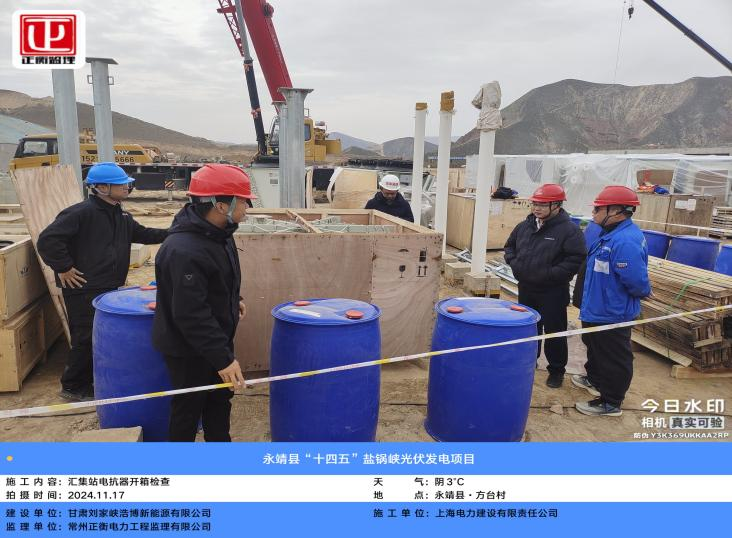 正衡监理
今日水印
相机 真实可验
防伪 Y3K369UKKAA2RP
永靖县“十四五”盐锅峡光伏发电项目
施工内容：汇集站电抗器开箱检查
天 气：阴 3℃
拍摄时间：2024.11.17
地 点：永靖县·方台村
建设单位：甘肃刘家峡浩博新能源有限公司
施工单位：上海电力建设有限责任公司
监理单位：常州正衡电力工程监理有限公司